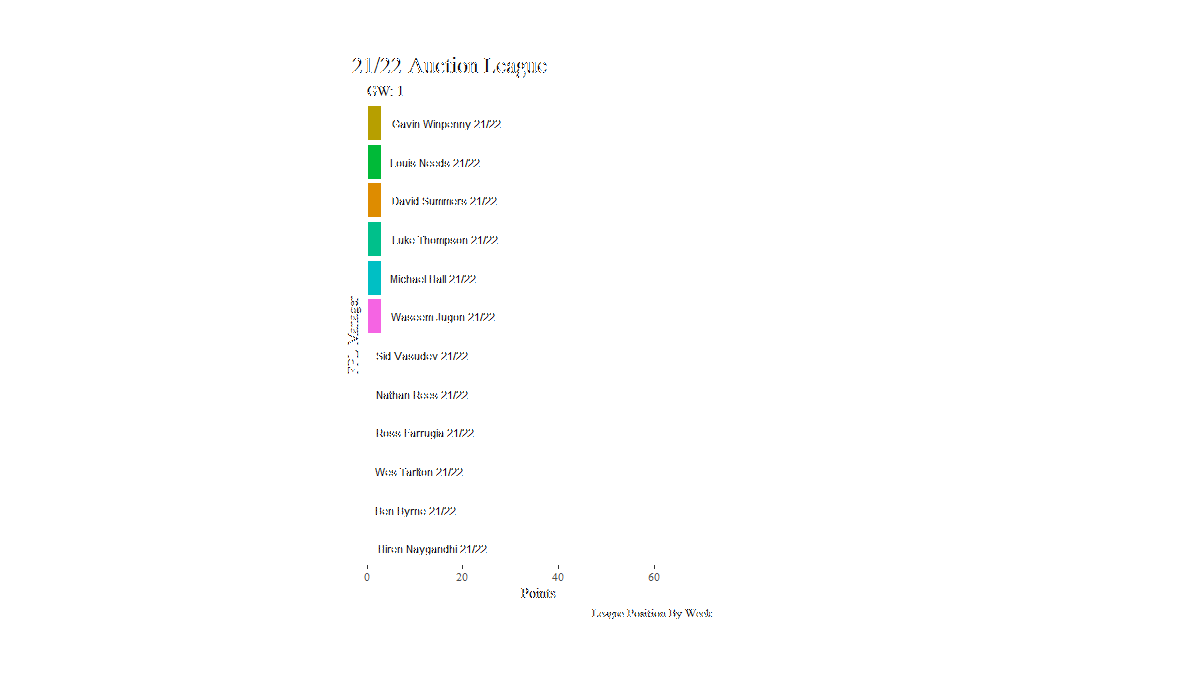 21/22 Auction League
GW: 1
Gavin Winpenny 21/22
Louis Needs 21/22
David Summers 21/22
Luke Thompson 21/22
Michael Hall 21/22
Waseem Jugon 21/22
Sid Vasudev 21/22
Nathan Rees 21/22
Ross Farrugia 21/22
Wes Tarlton 21/22
Ben Byrne 21/22
Hiren Naygandhi 21/22
FPL Manager
0 20 40 60
Points
League Position By Week